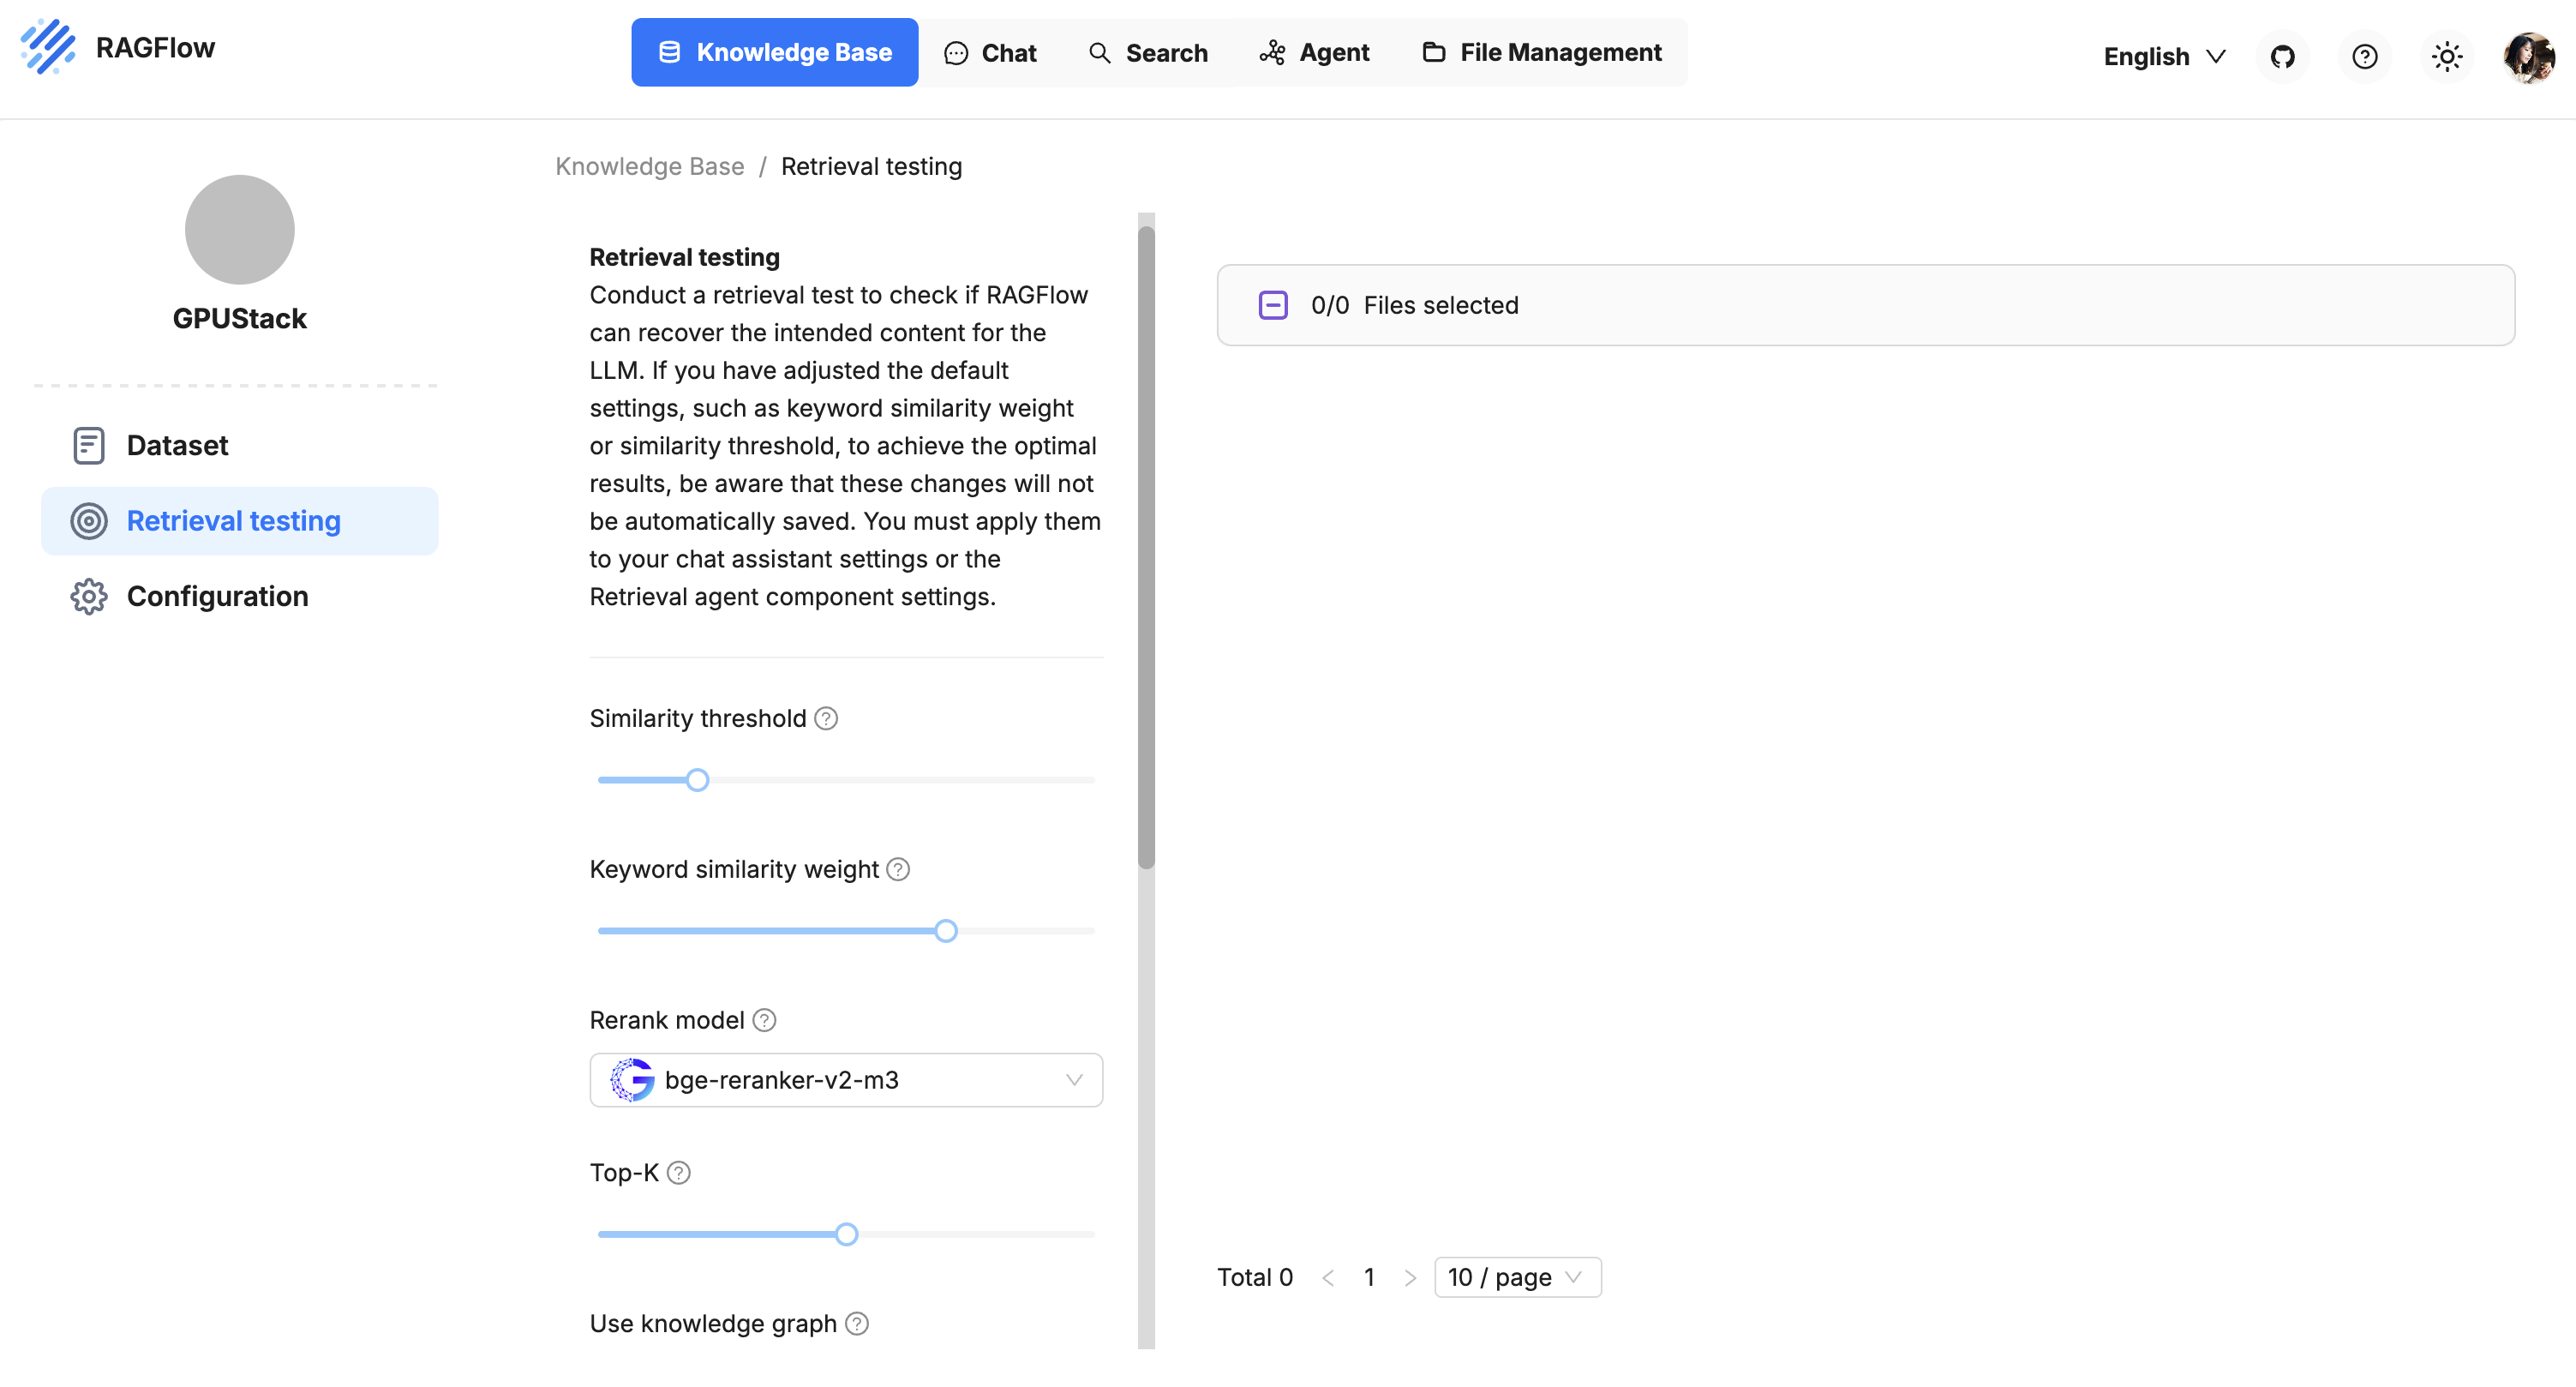 RAGFlow
Knowledge Base
Chat
Search
Agent
File Management
English
GPUStack
Dataset
Retrieval testing
Configuration
Knowledge Base / Retrieval testing
Retrieval testing
Conduct a retrieval test to check if RAGFlow
can recover the intended content for the
LLM. If you have adjusted the default
settings, such as keyword similarity weight
or similarity threshold, to achieve the optimal
results, be aware that these changes will not
be automatically saved. You must apply them
to your chat assistant settings or the
Retrieval agent component settings.
Similarity threshold
Keyword similarity weight
Rerank model
bge-reranker-v2-m3
Top-K
Use knowledge graph
0/0 Files selected
Total 0 < 1 > 10 / page